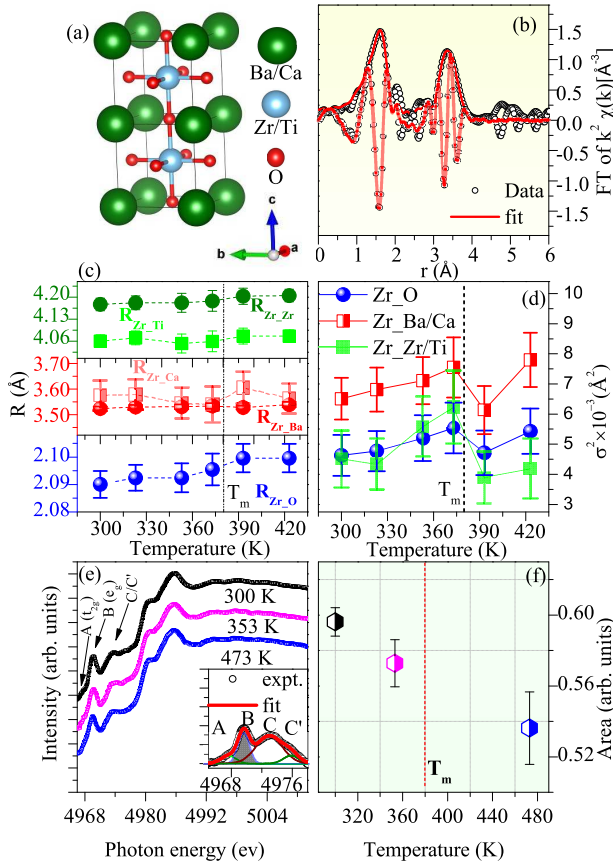 (a)
Ba/Ca
Zr/Ti
O
c
b
a
(b)
1.5
1.0
0.5
0.0
-0.5
-1.0
-1.5
FT of k² χ(k)[Å⁻³]
Data
fit
0 1 2 3 4 5 6
r (Å)
(c)
4.20
4.13
4.06
R_Zr_Zr
R_Zr_Ti
3.70
3.60
3.50
R_Zr_Ca
R_Zr_Ba
2.10
2.09
2.08
T_m
R_Zr_O
R (Å)
300 330 360 390 420
Temperature (K)
(d)
Zr_O
Zr_Ba/Ca
Zr_Zr/Ti
10
9
8
7
6
5
4
3
σ² × 10⁻³ (Å²)
T_m
300 330 360 390 420
Temperature (K)
(e)
A (t₂g)
B (e_g)
C/C'
300 K
353 K
473 K
expt.
fit
A
B
C
C'
4968 4976
Intensity (arb. units)
4968 4980 4992 5004
Photon energy (ev)
(f)
0.60
0.56
0.52
Area (arb. units)
T_m
320 360 400 440 480
Temperature (K)